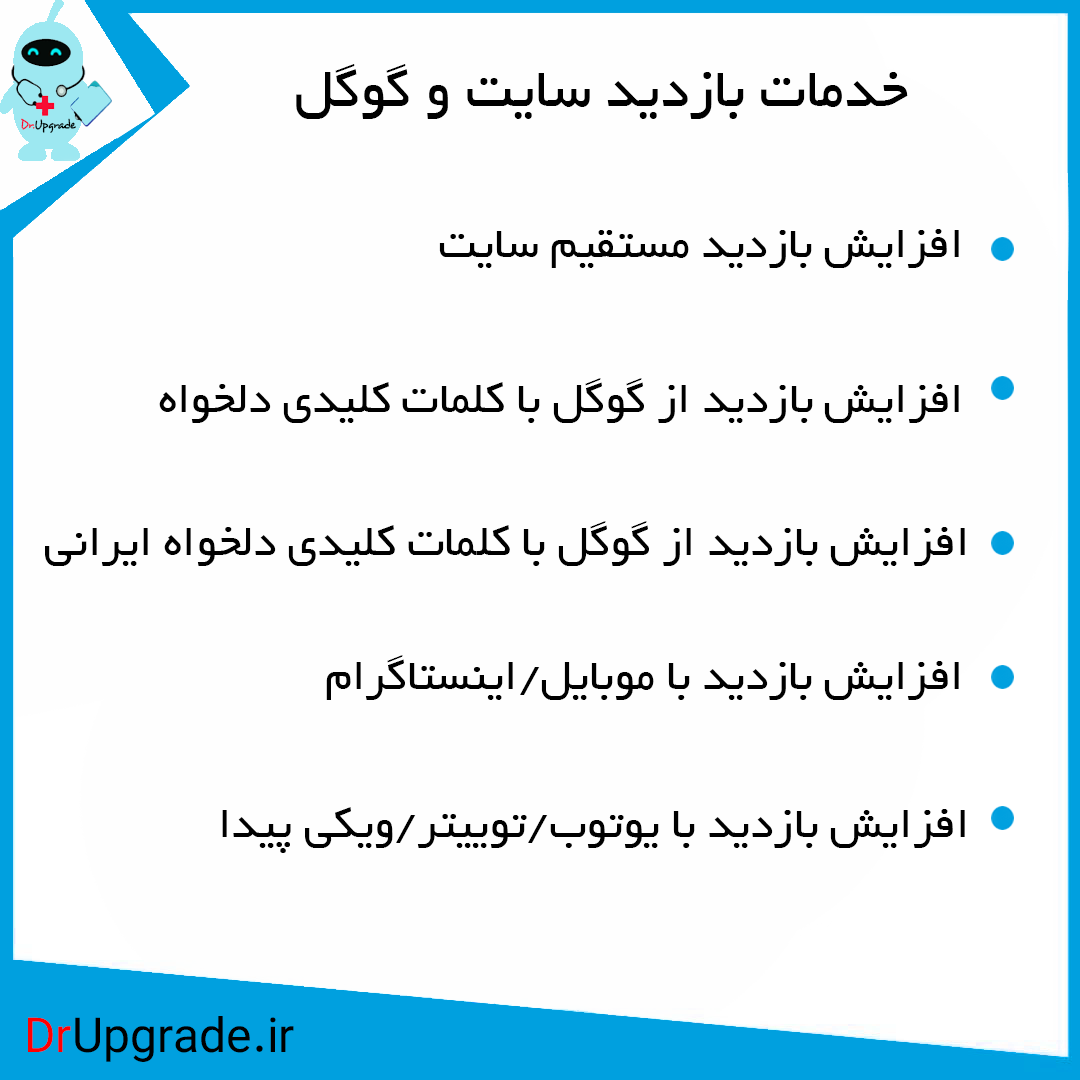 Dr.Upgrade
خدمات بازدید سایت و گوگل
افزایش بازدید مستقیم سایت
افزایش بازدید از گوگل با کلمات کلیدی دلخواه
افزایش بازدید از گوگل با کلمات کلیدی دلخواه ایرانی
افزایش بازدید با موبایل/اینستاگرام
افزایش بازدید با یوتوب/توییتر/ویکی پیدا
DrUpgrade.ir